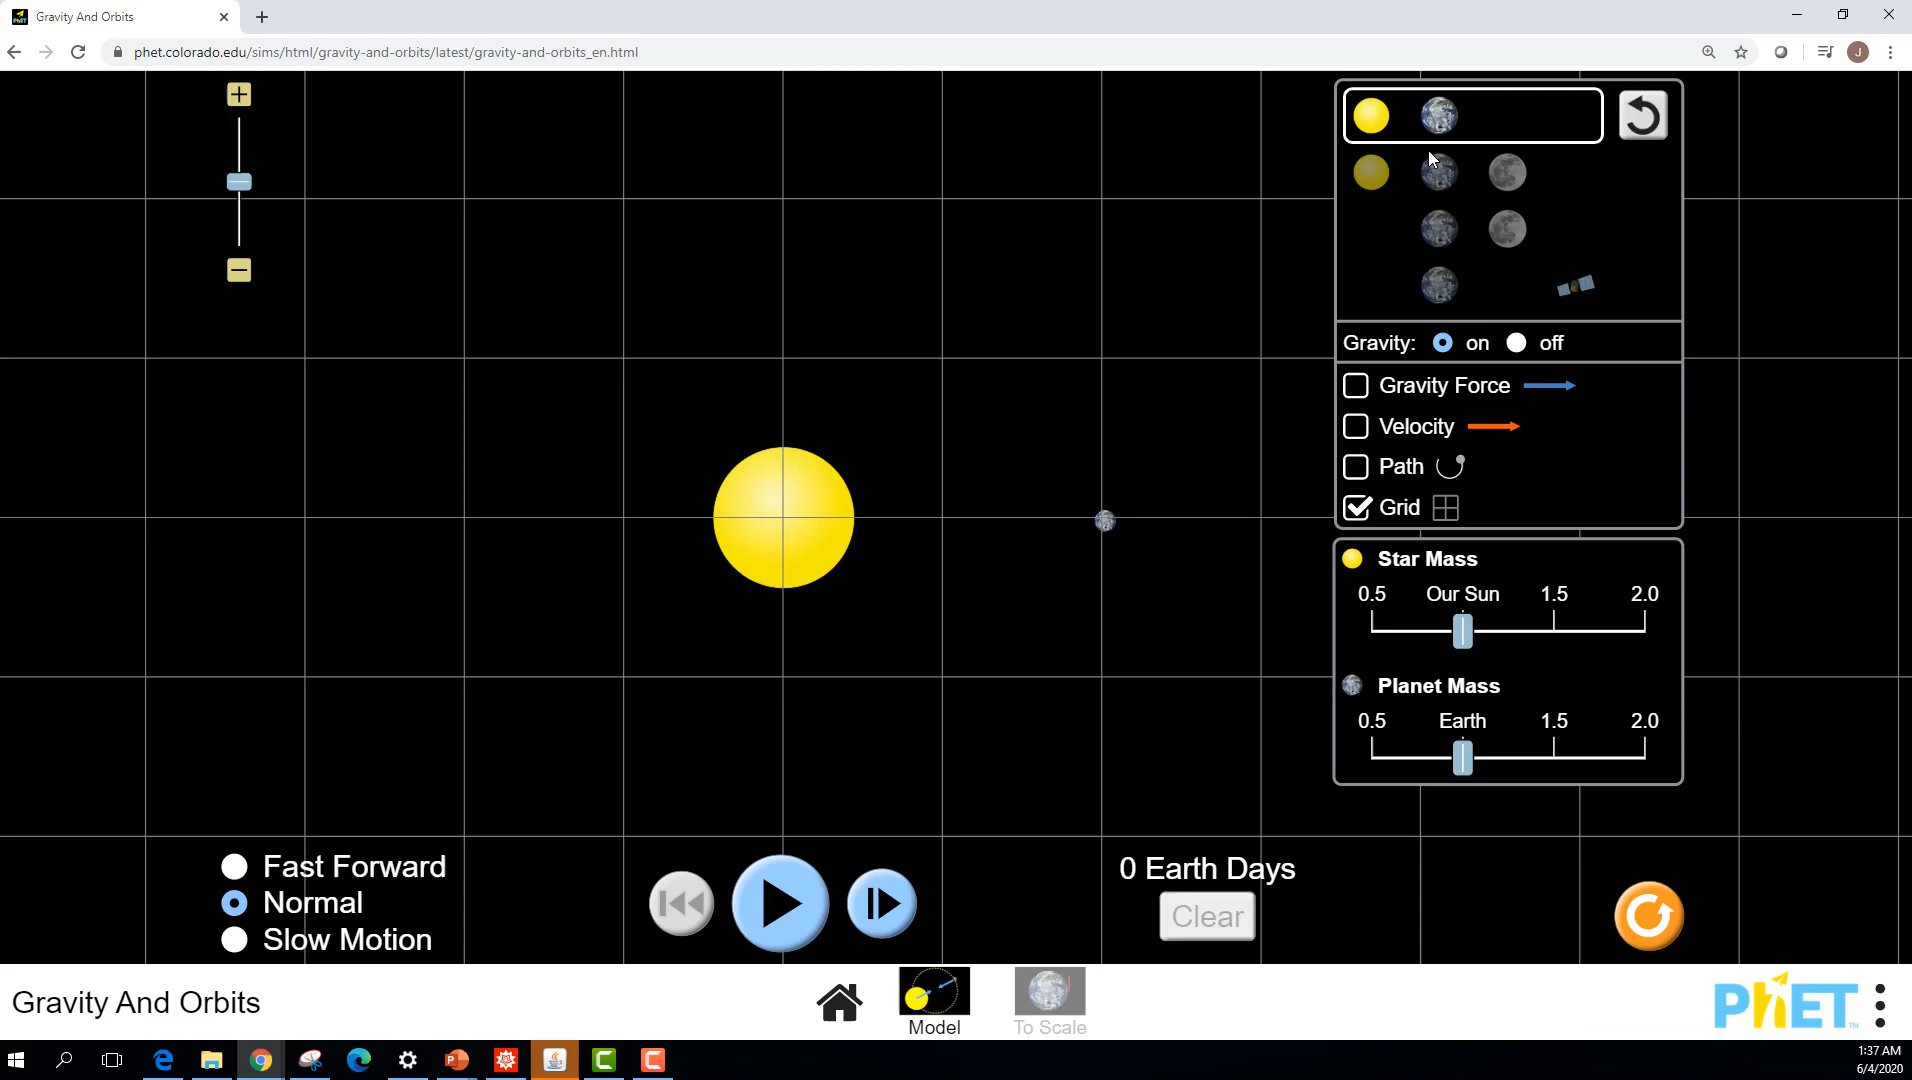 Gravity And Orbits
phet.colorado.edu/sims/html/gravity-and-orbits/latest/gravity-and-orbits_en.html
J
Gravity: on off
Gravity Force
Velocity
Path
Grid
Star Mass
0.5 Our Sun 1.5 2.0
Planet Mass
0.5 Earth 1.5 2.0
Fast Forward
Normal
Slow Motion
0 Earth Days
Clear
Gravity And Orbits
Model
To Scale
PhET
1:37 AM
6/4/2020